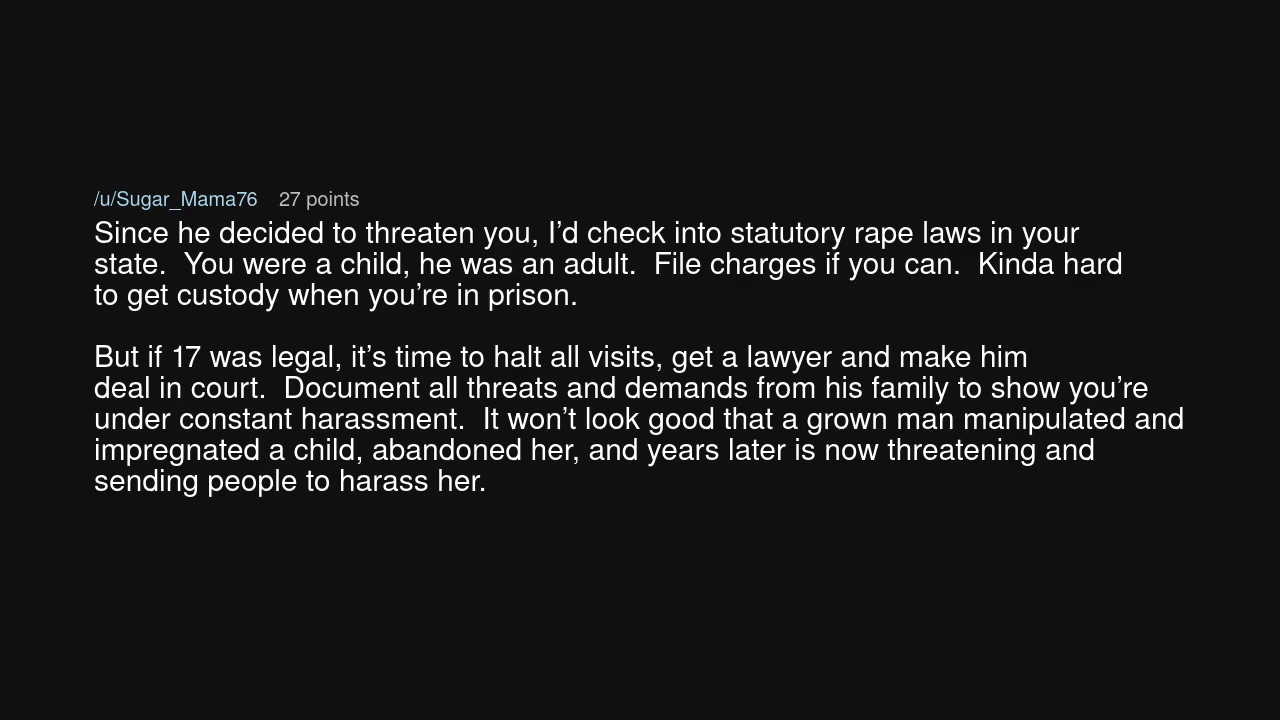 /u/Sugar_Mama76 27 points
Since he decided to threaten you, I’d check into statutory rape laws in your
state.  You were a child, he was an adult.  File charges if you can.  Kinda hard
to get custody when you’re in prison.
But if 17 was legal, it’s time to halt all visits, get a lawyer and make him
deal in court.  Document all threats and demands from his family to show you’re
under constant harassment.  It won’t look good that a grown man manipulated and
impregnated a child, abandoned her, and years later is now threatening and
sending people to harass her.